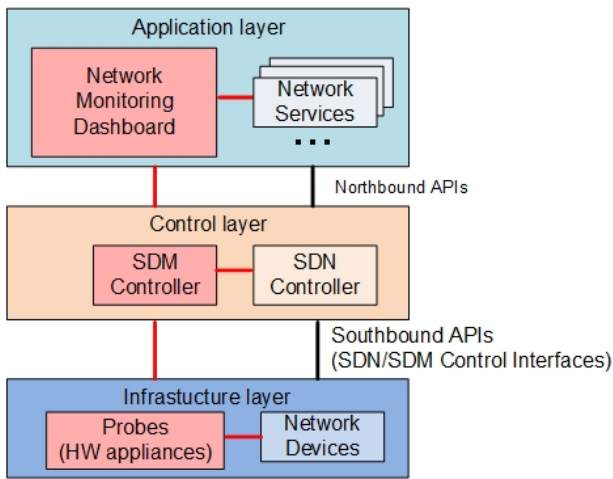 Application layer
Network
Monitoring
Dashboard
Network
Services
...
Northbound APIs
Control layer
SDM
Controller
SDN
Controller
Southbound APIs
(SDN/SDM Control Interfaces)
Infrastucture layer
Probes
(HW appliances)
Network
Devices